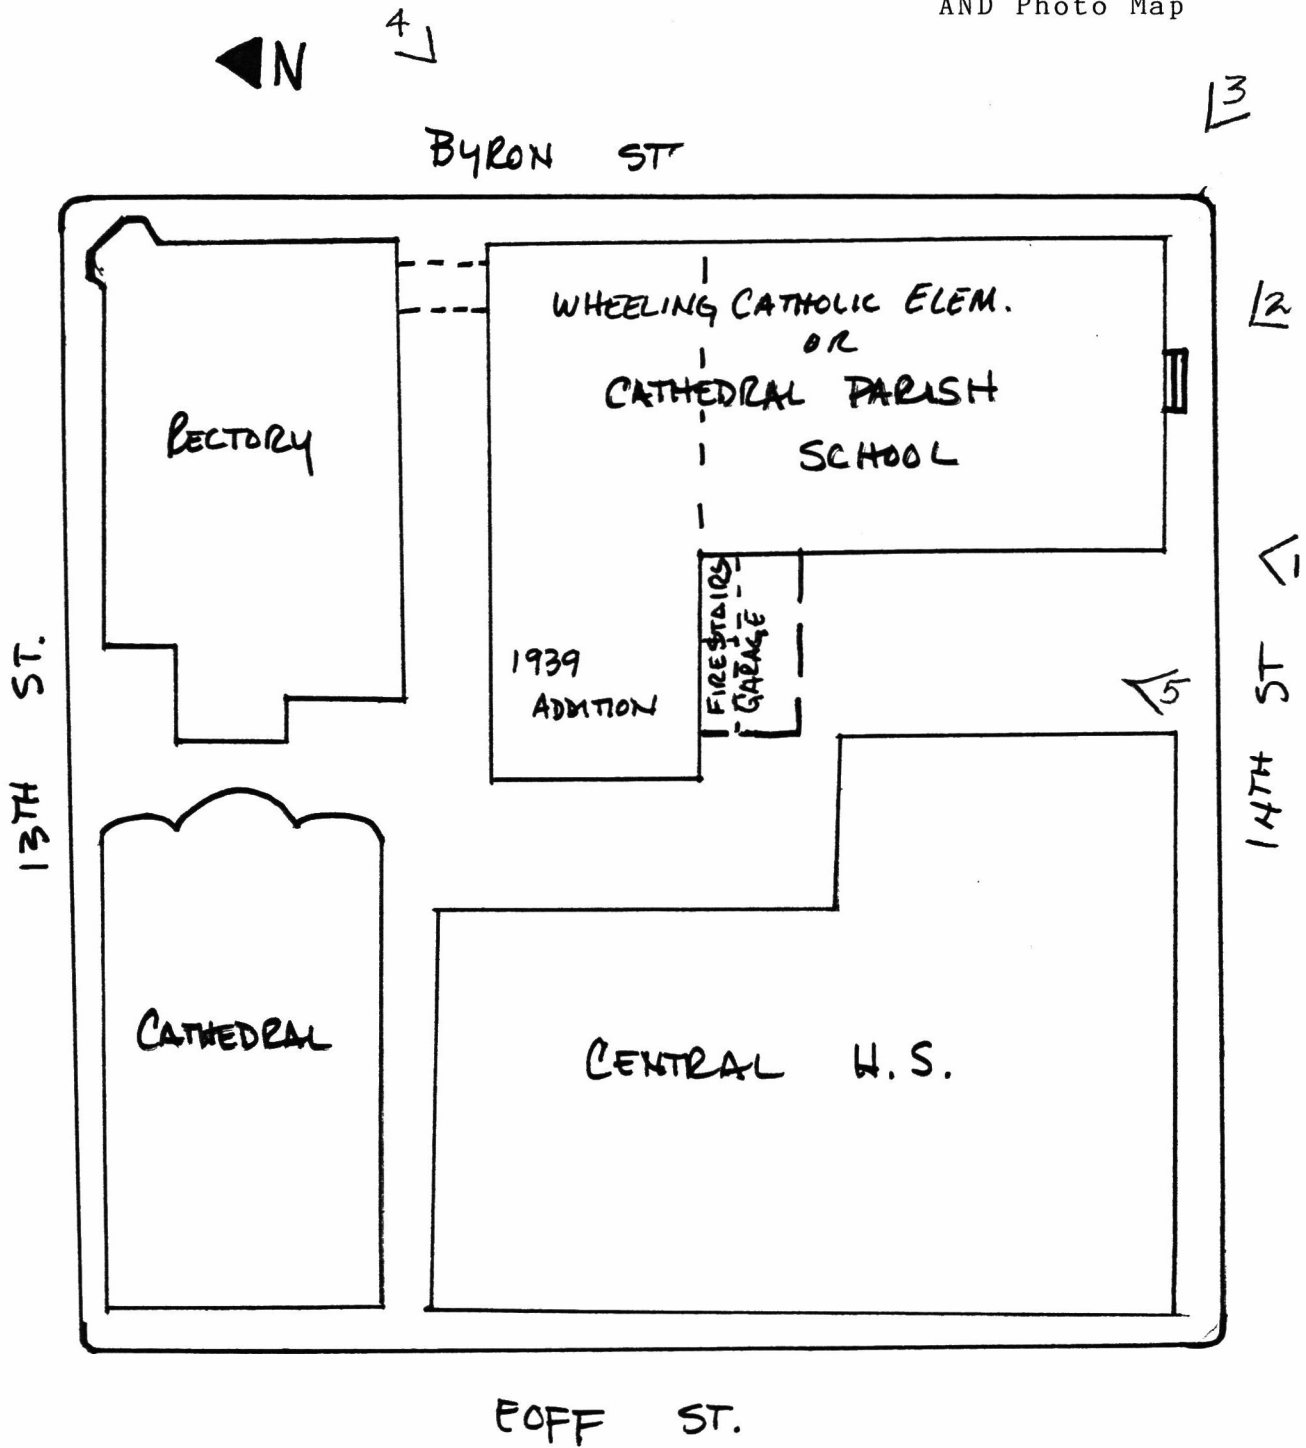 AND Photo Map
N
4
3
BYRON ST
2
WHEELING CATHOLIC ELEM.
OR
CATHEDRAL PARISH
SCHOOL
RECTORY
1
FIRESTAIRS
GARAGE
1939
ADDITION
5
13TH ST.
14TH ST
CATHEDRAL
CENTRAL H.S.
EOFF ST.